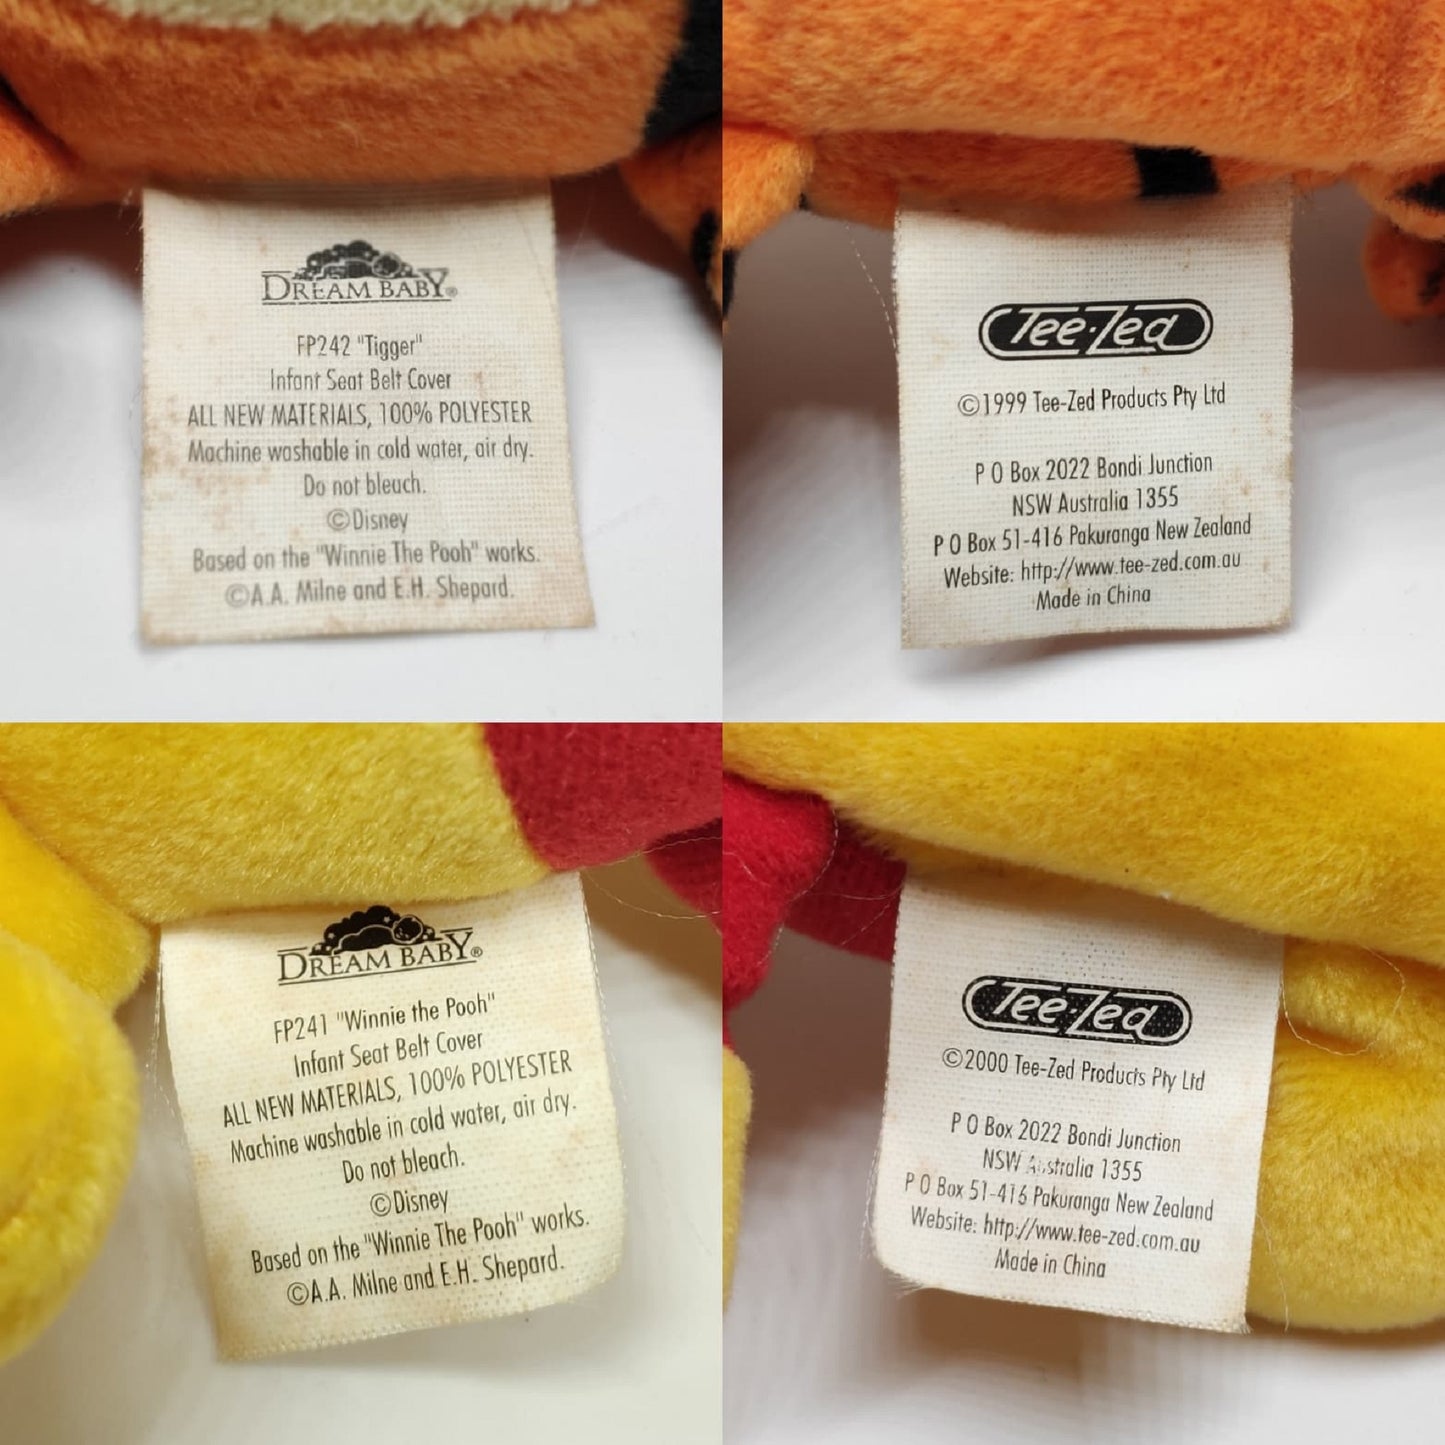 DREAM BABY®
FP242 "Tigger"
Infant Seat Belt Cover
ALL NEW MATERIALS, 100% POLYESTER
Machine washable in cold water, air dry.
Do not bleach.
©Disney
Based on the "Winnie The Pooh" works.
©A.A. Milne and E.H. Shepard.
Tee·Zed
©1999 Tee-Zed Products Pty Ltd
P O Box 2022 Bondi Junction
NSW Australia 1355
P O Box 51-416 Pakuranga New Zealand
Website: http://www.tee-zed.com.au
Made in China
DREAM BABY®
FP241 "Winnie the Pooh"
Infant Seat Belt Cover
ALL NEW MATERIALS, 100% POLYESTER
Machine washable in cold water, air dry.
Do not bleach.
©Disney
Based on the "Winnie The Pooh" works.
©A.A. Milne and E.H. Shepard.
Tee·Zed
©2000 Tee-Zed Products Pty Ltd
P O Box 2022 Bondi Junction
NSW Australia 1355
P O Box 51-416 Pakuranga New Zealand
Website: http://www.tee-zed.com.au
Made in China